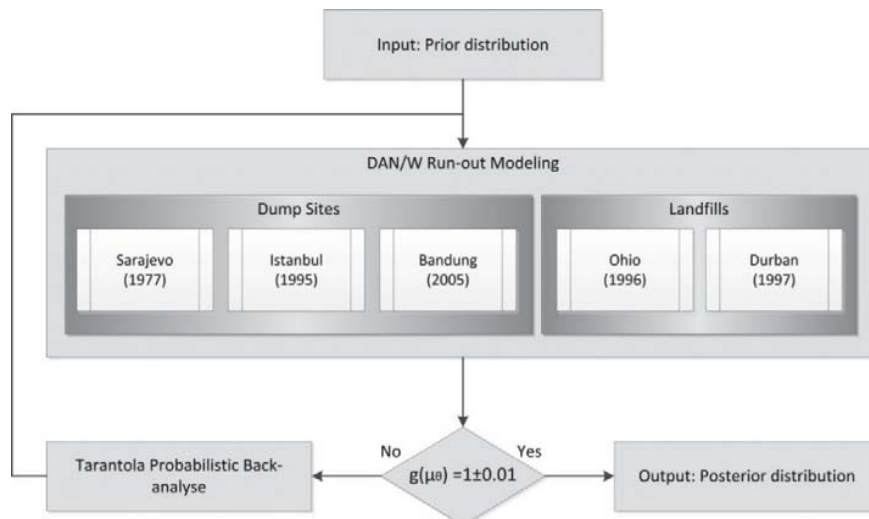 Input: Prior distribution
DAN/W Run-out Modeling
Dump Sites
Landfills
Sarajevo
(1977)
Istanbul
(1995)
Bandung
(2005)
Ohio
(1996)
Durban
(1997)
No
Yes
Tarantola Probabilistic Back-
analyse
g(μθ) =1±0.01
Output: Posterior distribution